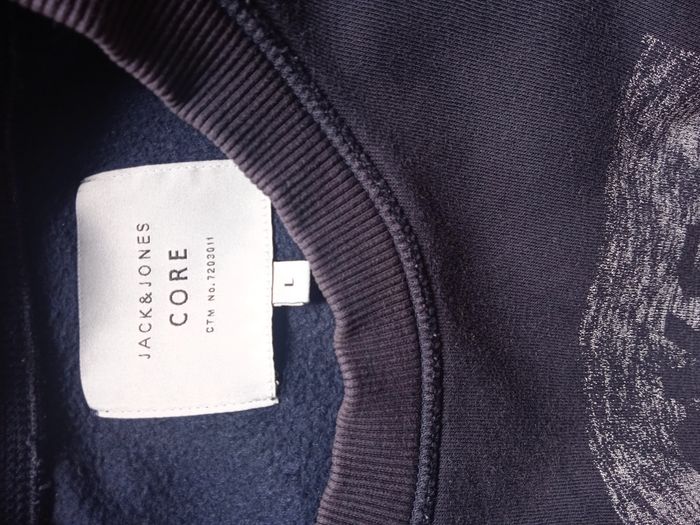 JACK&JONES
CORE
CTM No.7203011
L